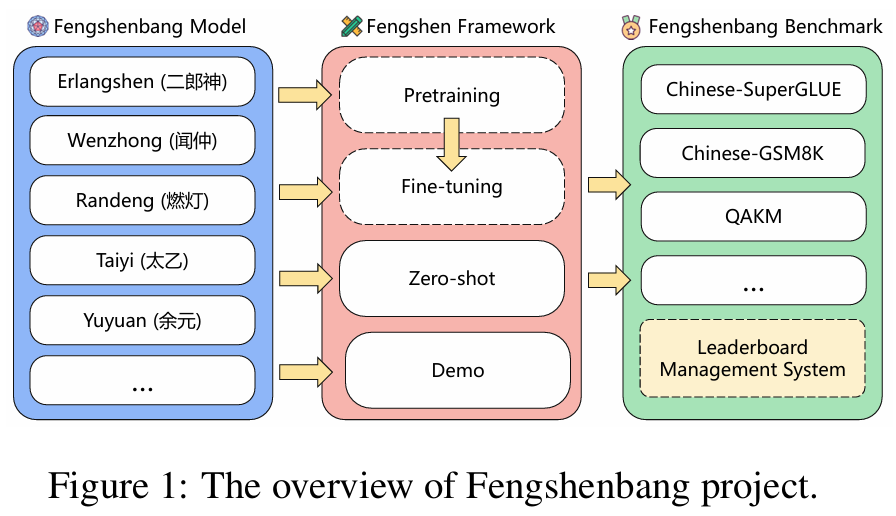 Fengshenbang Model
Erlangshen (二郎神)
Wenzhong (闻仲)
Randeng (燃灯)
Taiyi (太乙)
Yuyuan (余元)
...
Fengshen Framework
Pretraining
Fine-tuning
Zero-shot
Demo
Fengshenbang Benchmark
Chinese-SuperGLUE
Chinese-GSM8K
QAKM
...
Leaderboard
Management System
Figure 1: The overview of Fengshenbang project.